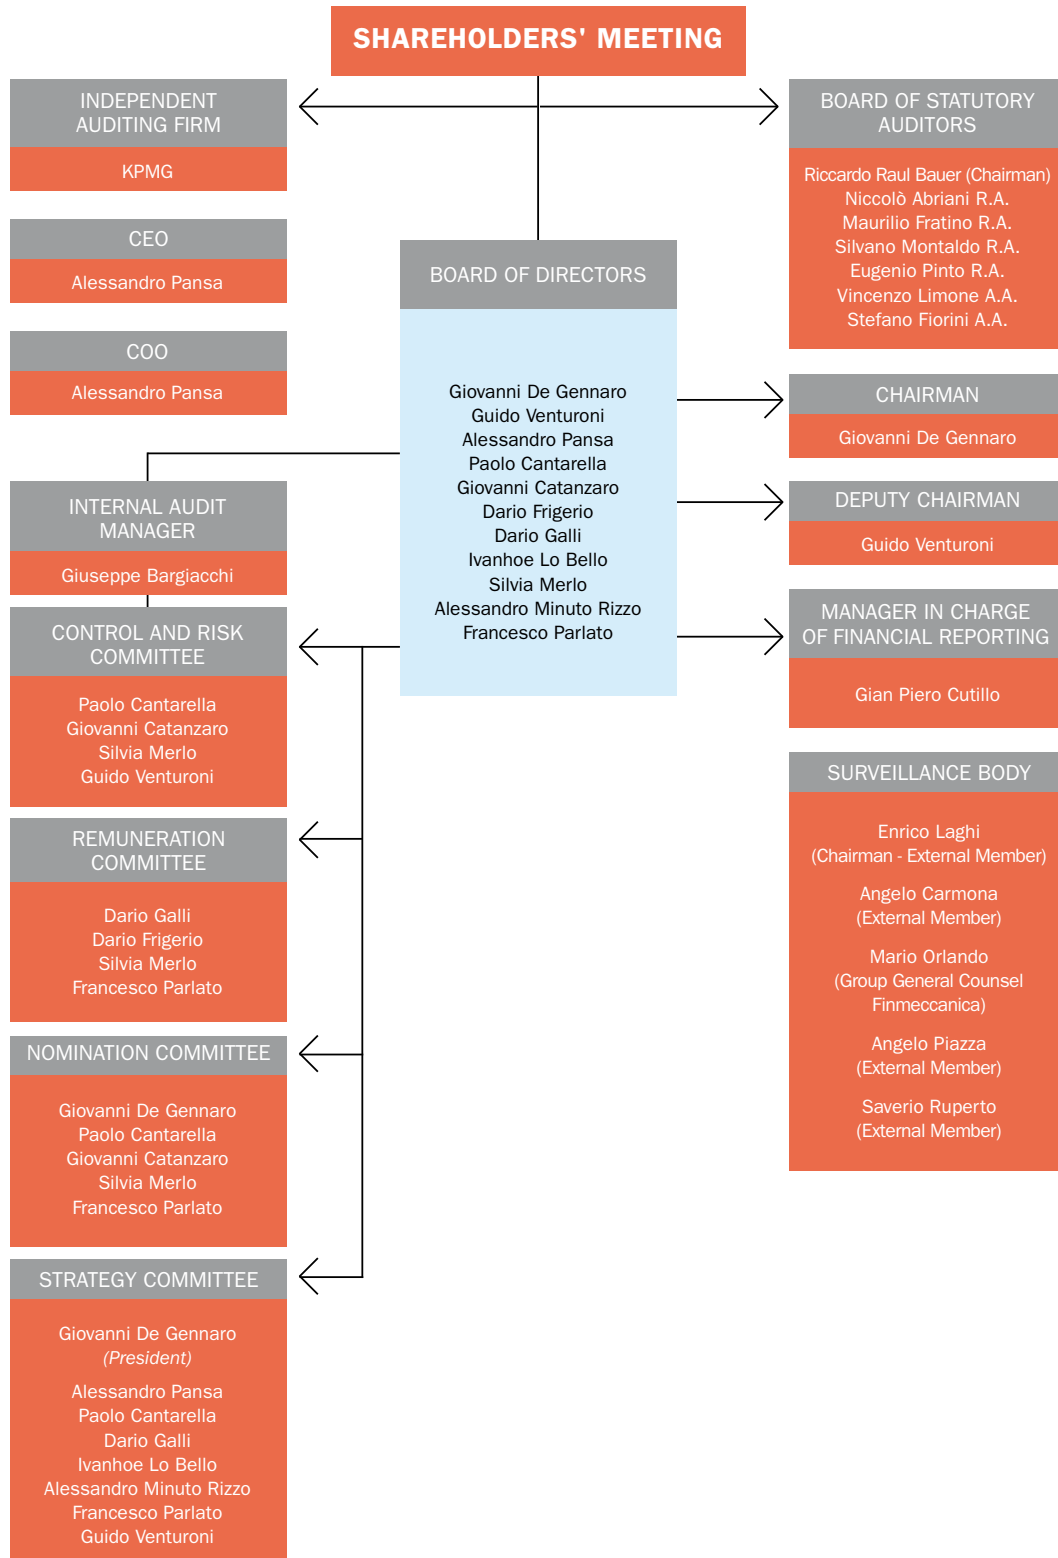 SHAREHOLDERS' MEETING
INDEPENDENT
AUDITING FIRM
KPMG
CEO
Alessandro Pansa
COO
Alessandro Pansa
INTERNAL AUDIT
MANAGER
Giuseppe Bargiacchi
CONTROL AND RISK
COMMITTEE
Paolo Cantarella
Giovanni Catanzaro
Silvia Merlo
Guido Venturoni
REMUNERATION
COMMITTEE
Dario Galli
Dario Frigerio
Silvia Merlo
Francesco Parlato
NOMINATION COMMITTEE
Giovanni De Gennaro
Paolo Cantarella
Giovanni Catanzaro
Silvia Merlo
Francesco Parlato
STRATEGY COMMITTEE
Giovanni De Gennaro
(President)
Alessandro Pansa
Paolo Cantarella
Dario Galli
Ivanhoe Lo Bello
Alessandro Minuto Rizzo
Francesco Parlato
Guido Venturoni
BOARD OF DIRECTORS
Giovanni De Gennaro
Guido Venturoni
Alessandro Pansa
Paolo Cantarella
Giovanni Catanzaro
Dario Frigerio
Dario Galli
Ivanhoe Lo Bello
Silvia Merlo
Alessandro Minuto Rizzo
Francesco Parlato
BOARD OF STATUTORY
AUDITORS
Riccardo Raul Bauer (Chairman)
Niccolò Abriani R.A.
Maurilio Fratino R.A.
Silvano Montaldo R.A.
Eugenio Pinto R.A.
Vincenzo Limone A.A.
Stefano Fiorini A.A.
CHAIRMAN
Giovanni De Gennaro
DEPUTY CHAIRMAN
Guido Venturoni
MANAGER IN CHARGE
OF FINANCIAL REPORTING
Gian Piero Cutillo
SURVEILLANCE BODY
Enrico Laghi
(Chairman - External Member)
Angelo Carmona
(External Member)
Mario Orlando
(Group General Counsel
Finmeccanica)
Angelo Piazza
(External Member)
Saverio Ruperto
(External Member)